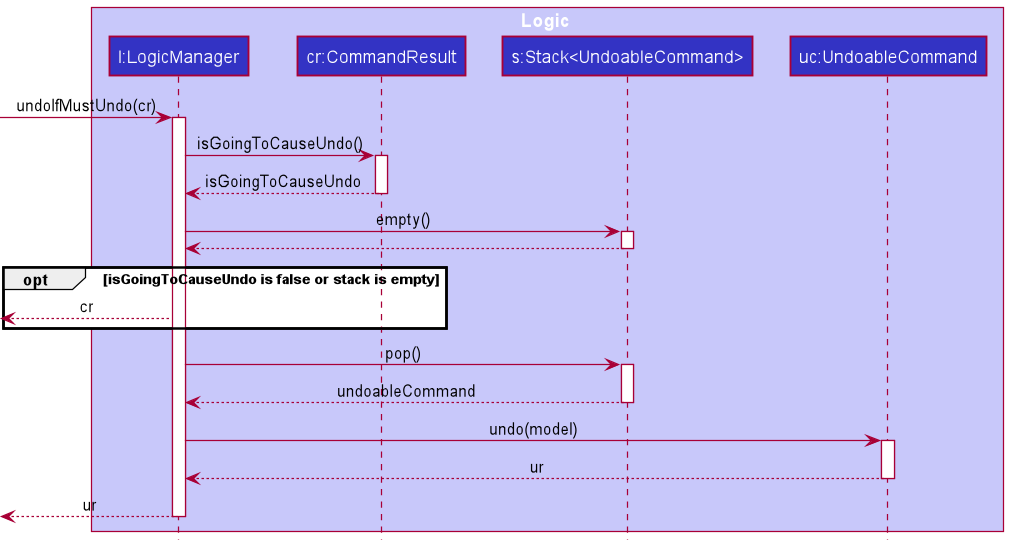 Logic
l:LogicManager
cr:CommandResult
s:Stack<UndoableCommand>
uc:UndoableCommand
undoIfMustUndo(cr)
isGoingToCauseUndo()
isGoingToCauseUndo
empty()
opt
[isGoingToCauseUndo is false or stack is empty]
cr
pop()
undoableCommand
undo(model)
ur
ur